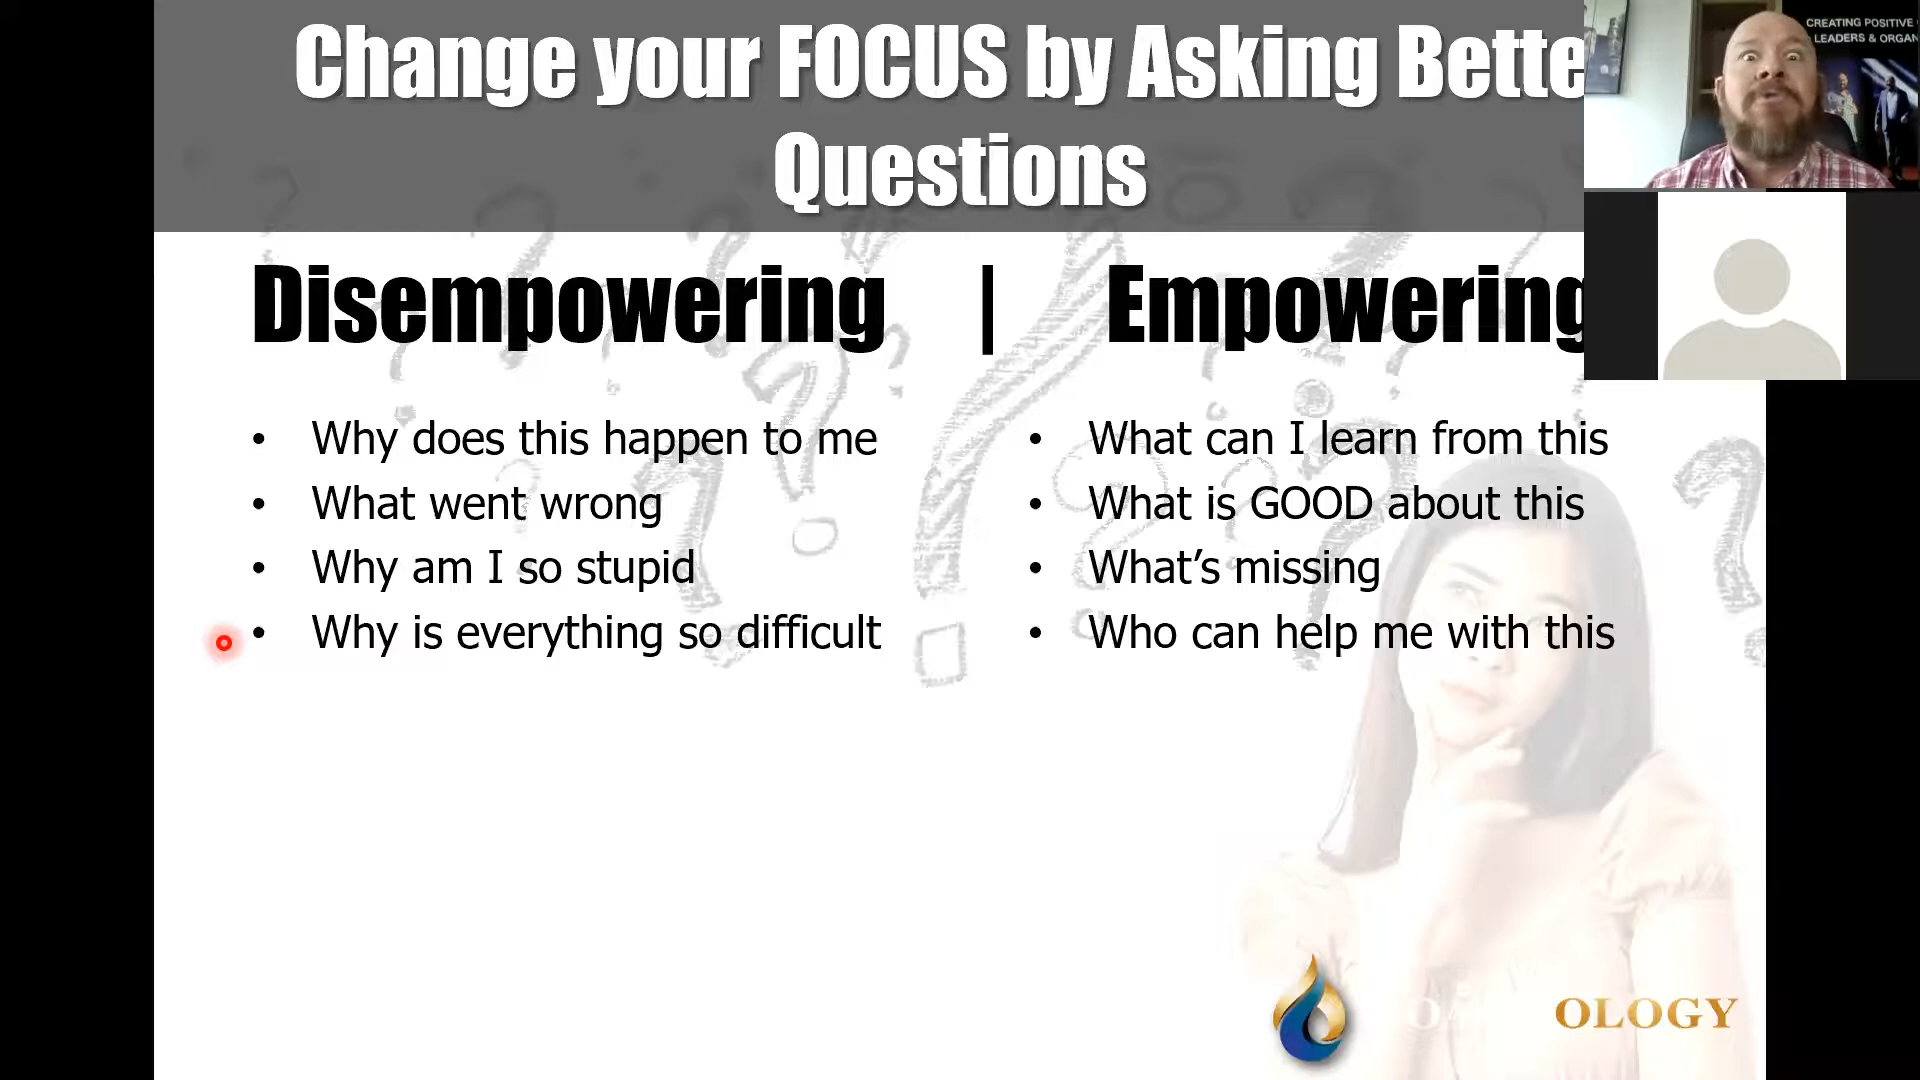 Change your FOCUS by Asking Bette
Questions
CREATING POSITIVE
LEADERS & ORGAN
Disempowering | Empowering
• Why does this happen to me
• What went wrong
• Why am I so stupid
• Why is everything so difficult
• What can I learn from this
• What is GOOD about this
• What’s missing
• Who can help me with this
OLOGY